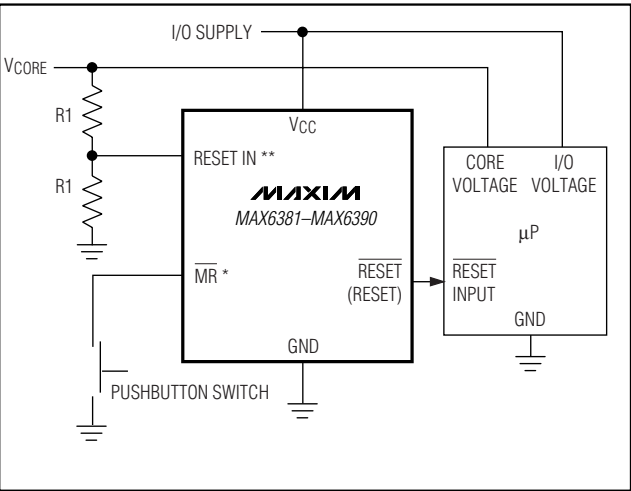 I/O SUPPLY
VCORE
R1
VCC
RESET IN **
CORE VOLTAGE
I/O VOLTAGE
R1
MAXIM
MAX6381–MAX6390
µP
MR *
RESET
(RESET)
RESET
INPUT
GND
GND
PUSHBUTTON SWITCH